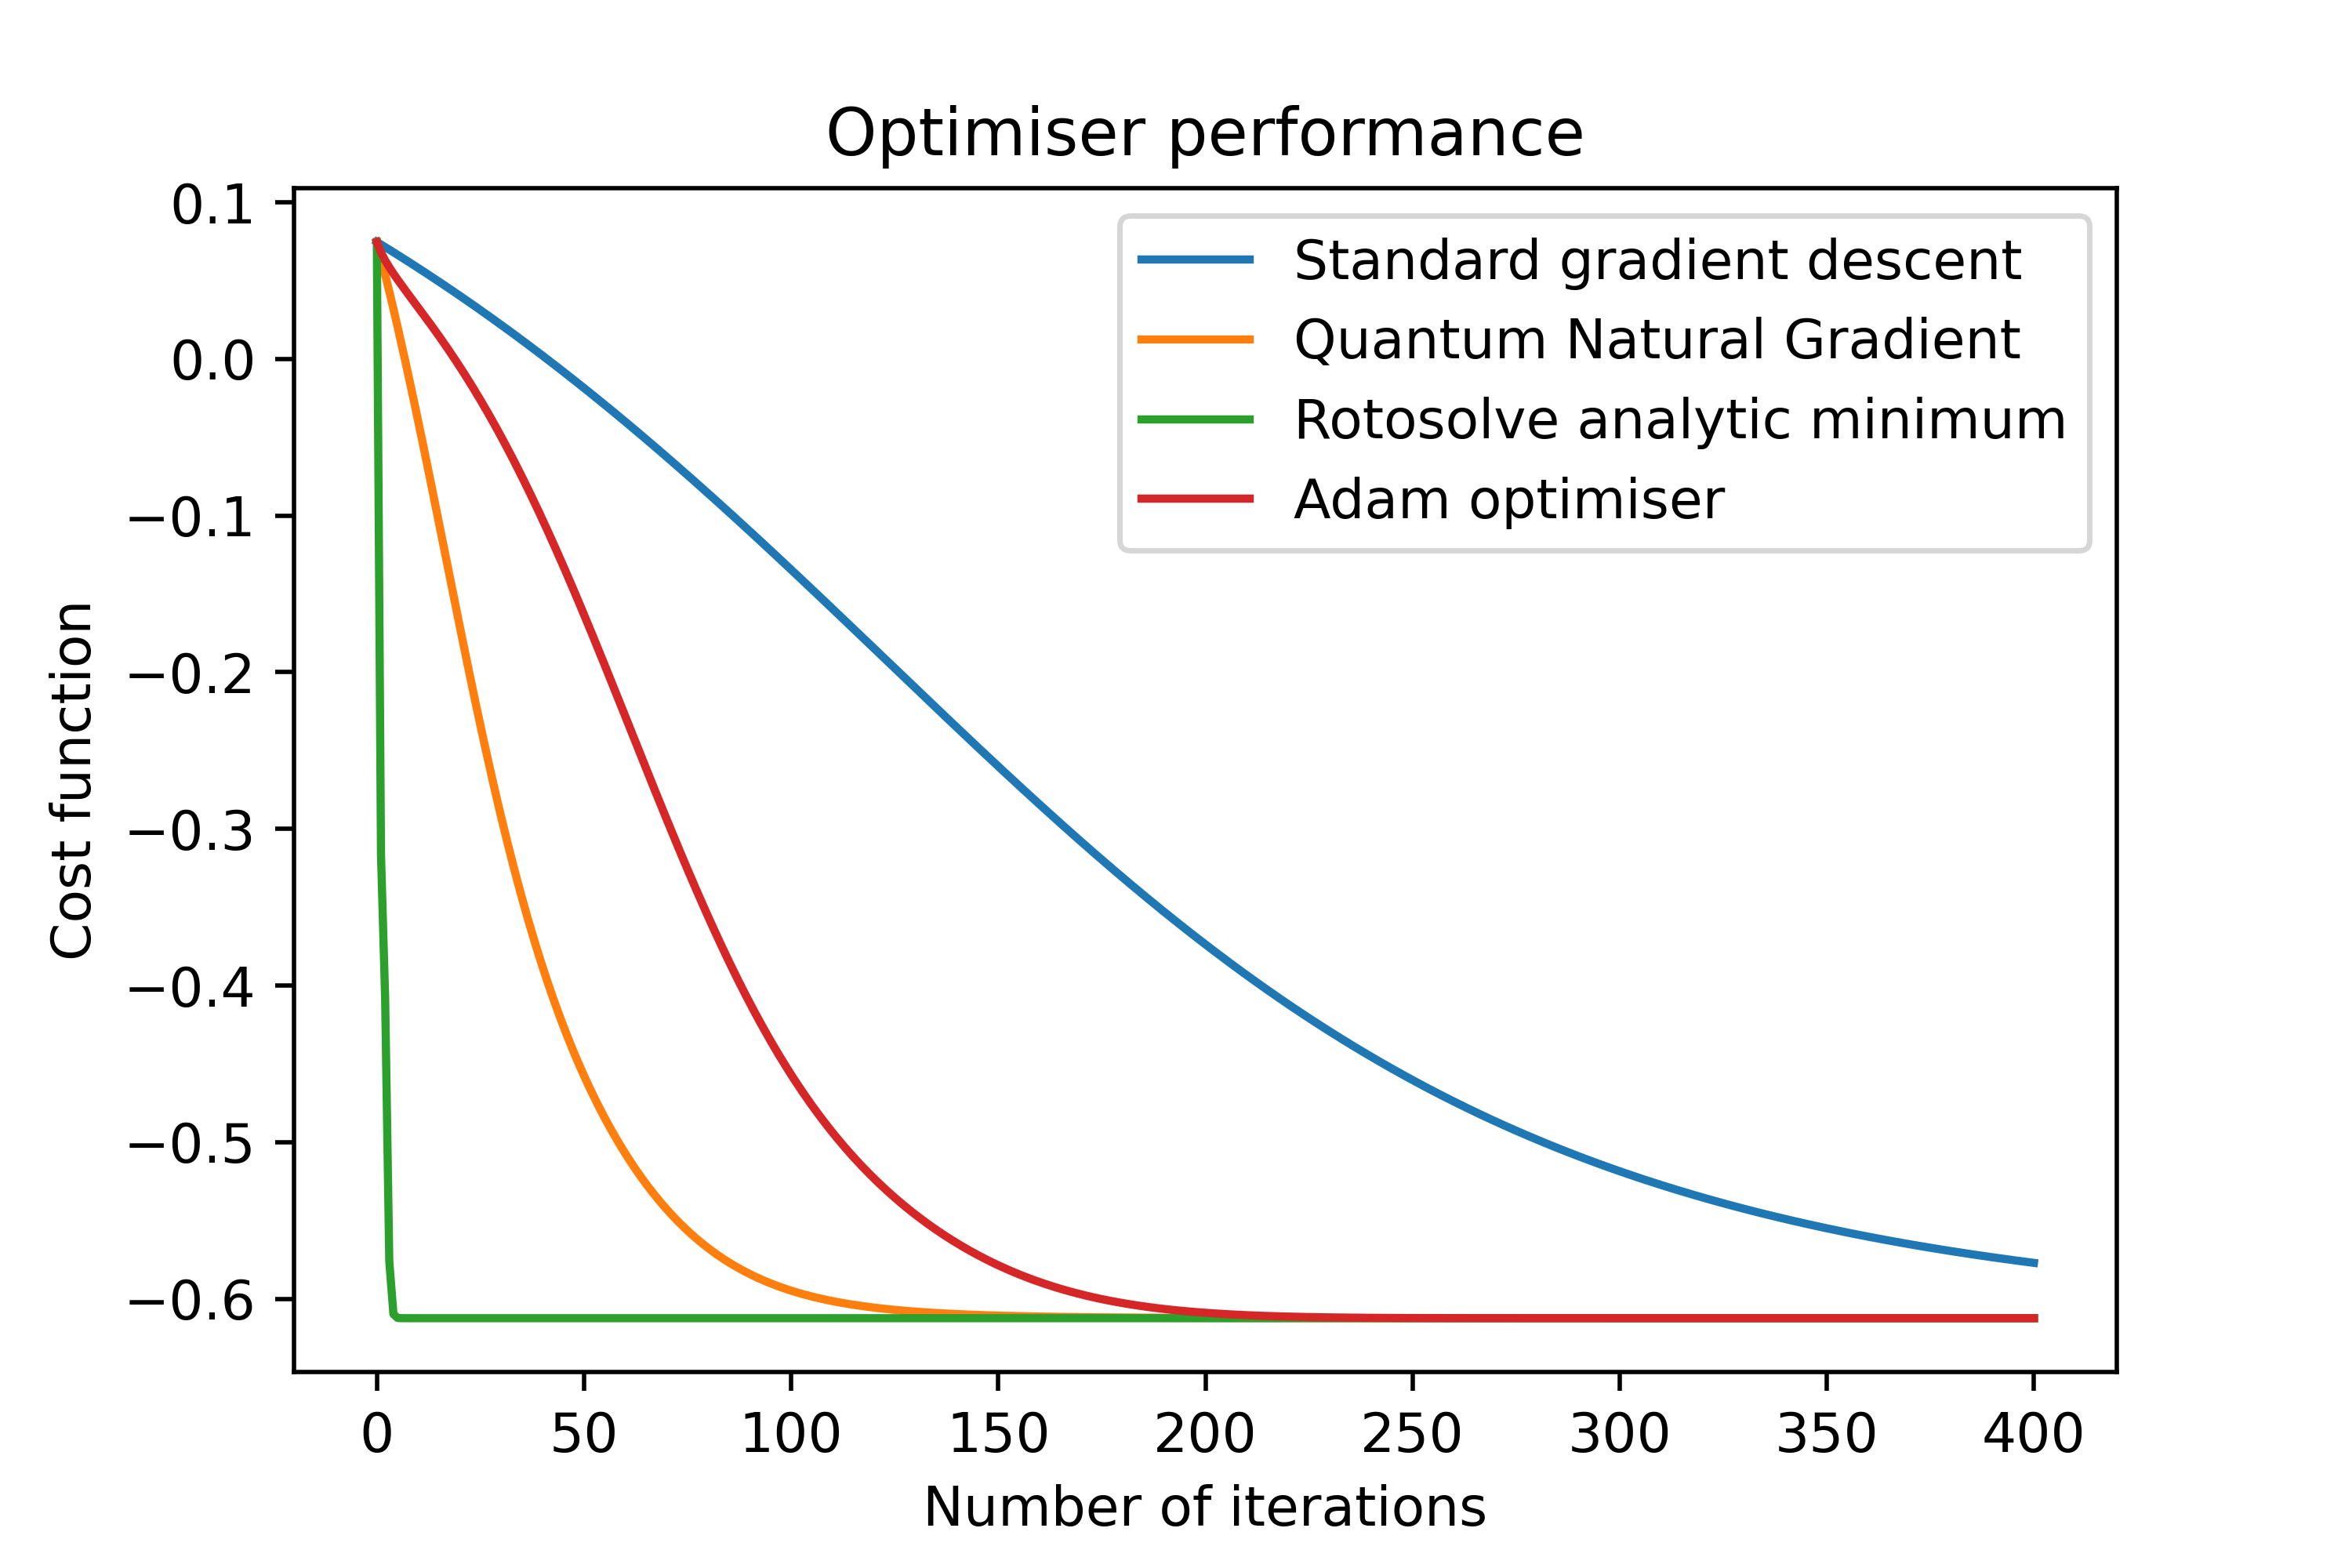 Optimiser performance
0.1
0.0
−0.1
−0.2
−0.3
−0.4
−0.5
−0.6
Cost function
Standard gradient descent
Quantum Natural Gradient
Rotosolve analytic minimum
Adam optimiser
0 50 100 150 200 250 300 350 400
Number of iterations